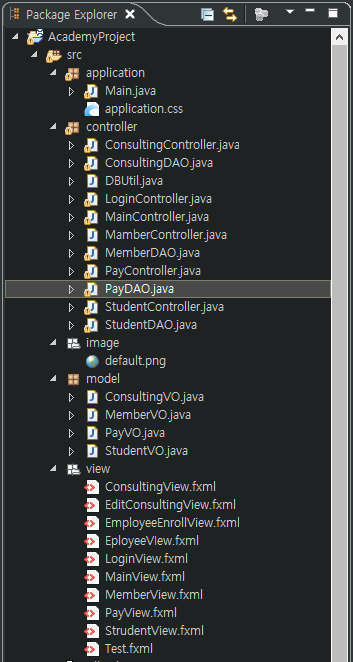 Package Explorer
AcademyProject
src
application
Main.java
application.css
controller
ConsultingController.java
ConsultingDAO.java
DBUtil.java
LoginController.java
MainController.java
MamberController.java
MemberDAO.java
PayController.java
PayDAO.java
StudentController.java
StudentDAO.java
image
default.png
model
ConsultingVO.java
MemberVO.java
PayVO.java
StudentVO.java
view
ConsultingView.fxml
EditConsultingView.fxml
EmployeeEnrollView.fxml
EployeeView.fxml
LoginView.fxml
MainView.fxml
MemberView.fxml
PayView.fxml
StrudentView.fxml
Test.fxml